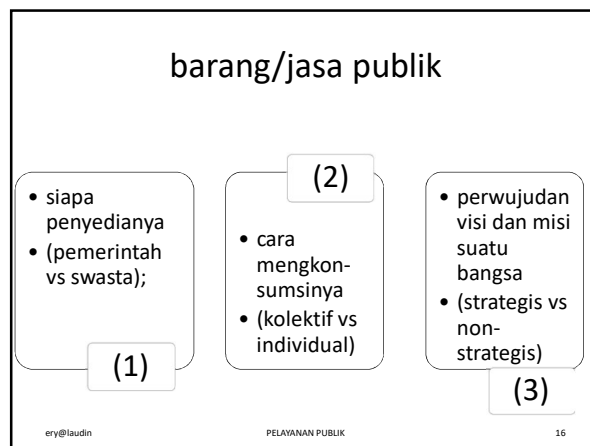 barang/jasa publik
• siapa
penyedianya
• (pemerintah
vs swasta);
(1)
(2)
• cara
mengkon-
sumsinya
• (kolektif vs
individual)
• perwujudan
visi dan misi
suatu
bangsa
• (strategis vs
non-
strategis)
(3)
ery@laudin
PELAYANAN PUBLIK
16